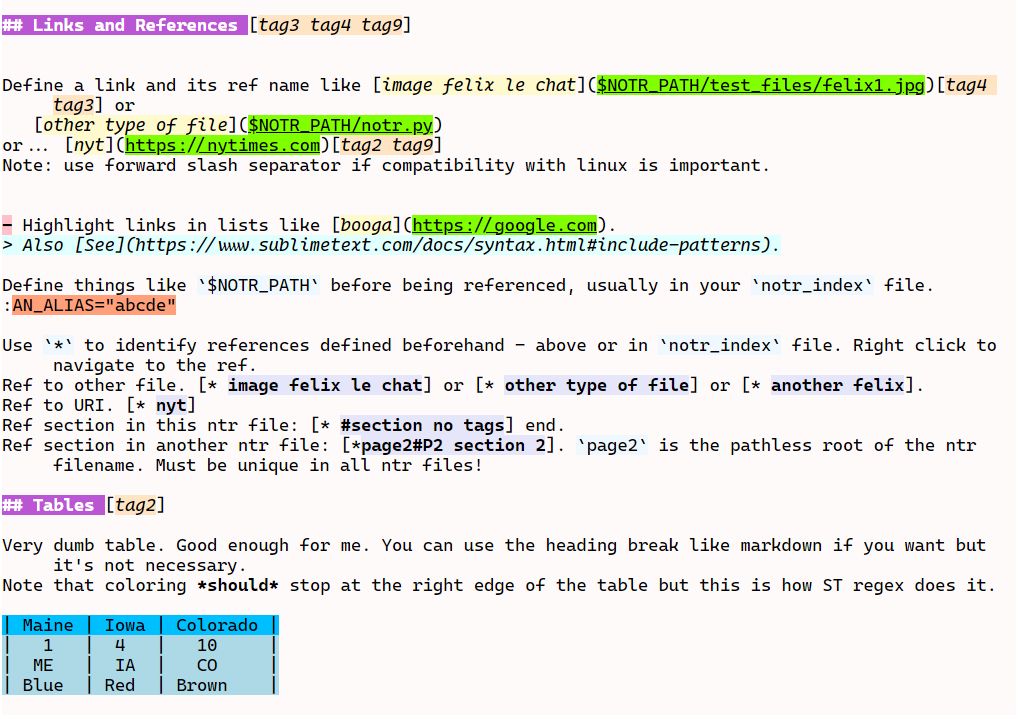 ## Links and References [tag3 tag4 tag9]
Define a link and its ref name like [image felix le chat]($NOTR_PATH/test_files/felix1.jpg)[tag4
tag3] or
[other type of file]($NOTR_PATH/notr.py)
or... [nyt](https://nytimes.com)[tag2 tag9]
Note: use forward slash separator if compatibility with linux is important.
- Highlight links in lists like [booga](https://google.com).
> Also [See](https://www.sublimetext.com/docs/syntax.html#include-patterns).
Define things like `$NOTR_PATH` before being referenced, usually in your `notr_index` file.
:AN_ALIAS="abcde"
Use `*` to identify references defined beforehand - above or in `notr_index` file. Right click to
navigate to the ref.
Ref to other file. [* image felix le chat] or [* other type of file] or [* another felix].
Ref to URI. [* nyt]
Ref section in this ntr file: [* #section no tags] end.
Ref section in another ntr file: [*page2#P2 section 2]. `page2` is the pathless root of the ntr
filename. Must be unique in all ntr files!
## Tables [tag2]
Very dumb table. Good enough for me. You can use the heading break like markdown if you want but
it's not necessary.
Note that coloring *should* stop at the right edge of the table but this is how ST regex does it.
| Maine | Iowa | Colorado |
| 1 | 4 | 10 |
| ME | IA | CO |
| Blue | Red | Brown |